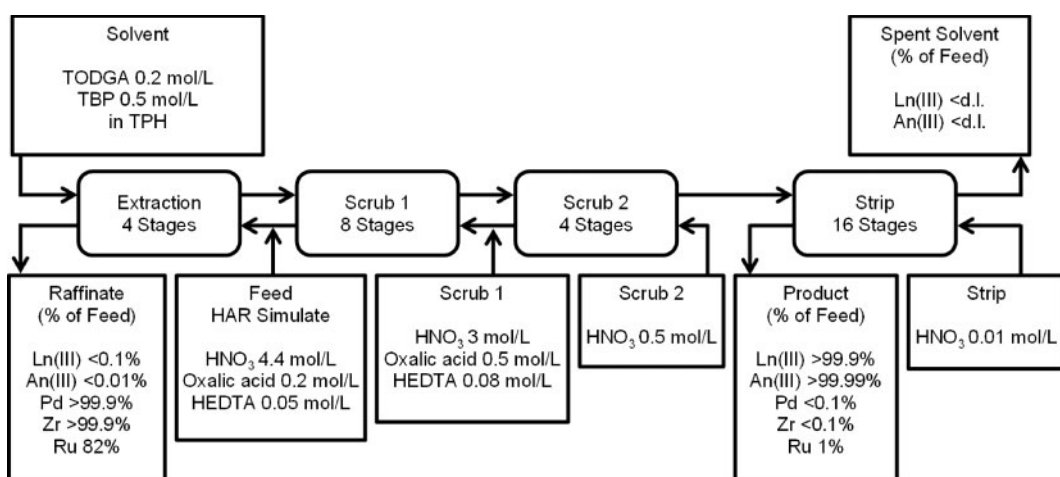 Solvent
TODGA 0.2 mol/L
TBP 0.5 mol/L
in TPH
Spent Solvent
(% of Feed)
Ln(III) <d.l.
An(III) <d.l.
Extraction
4 Stages
Scrub 1
8 Stages
Scrub 2
4 Stages
Strip
16 Stages
Raffinate
(% of Feed)
Ln(III) <0.1%
An(III) <0.01%
Pd >99.9%
Zr >99.9%
Ru 82%
Feed
HAR Simulate
HNO₃ 4.4 mol/L
Oxalic acid 0.2 mol/L
HEDTA 0.05 mol/L
Scrub 1
HNO₃ 3 mol/L
Oxalic acid 0.5 mol/L
HEDTA 0.08 mol/L
Scrub 2
HNO₃ 0.5 mol/L
Product
(% of Feed)
Ln(III) >99.9%
An(III) >99.99%
Pd <0.1%
Zr <0.1%
Ru 1%
Strip
HNO₃ 0.01 mol/L